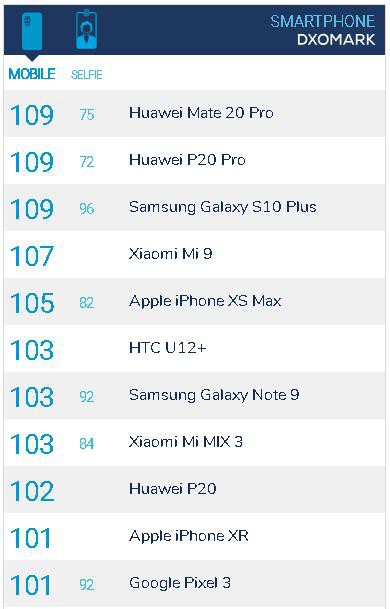 SMARTPHONE
DXOMARK
MOBILE SELFIE
109 75 Huawei Mate 20 Pro
109 72 Huawei P20 Pro
109 96 Samsung Galaxy S10 Plus
107 Xiaomi Mi 9
105 82 Apple iPhone XS Max
103 HTC U12+
103 92 Samsung Galaxy Note 9
103 84 Xiaomi Mi MIX 3
102 Huawei P20
101 Apple iPhone XR
101 92 Google Pixel 3